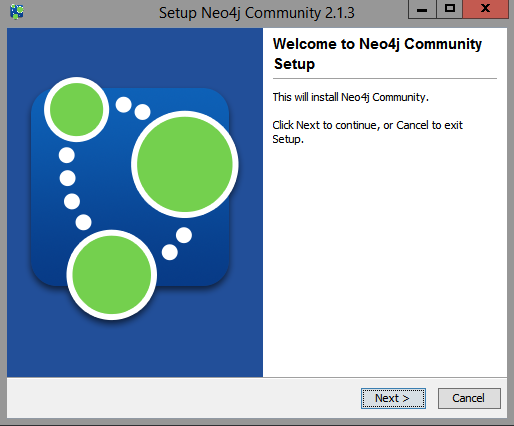 Setup Neo4j Community 2.1.3
Welcome to Neo4j Community
Setup
This will install Neo4j Community.
Click Next to continue, or Cancel to exit
Setup.
Next >
Cancel